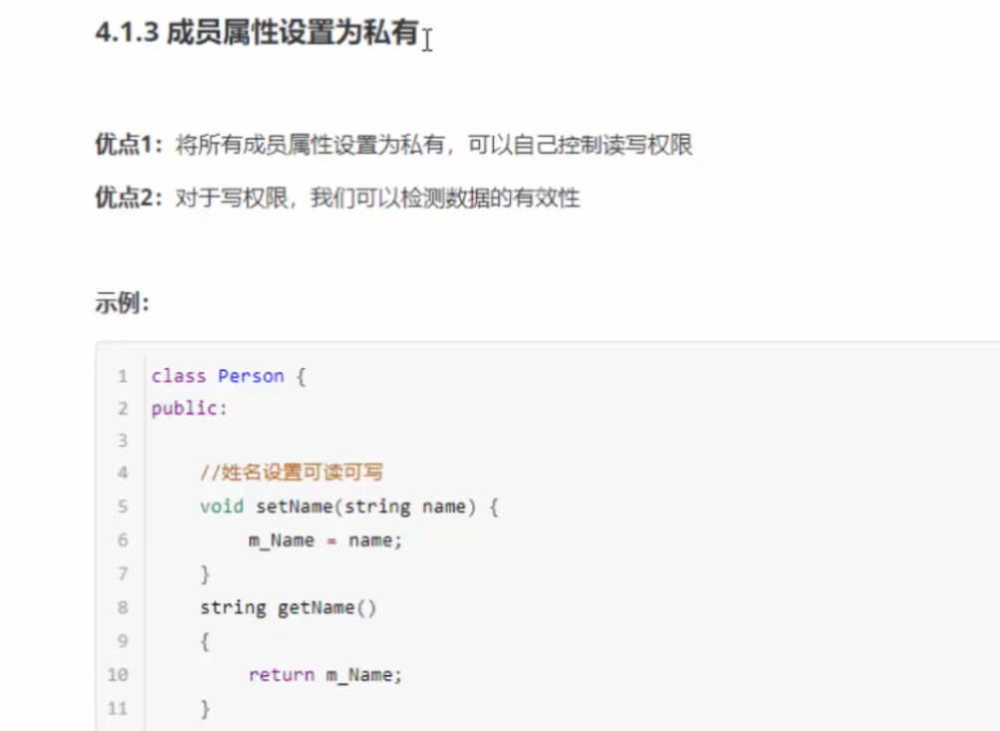 4.1.3 成员属性设置为私有
优点1：将所有成员属性设置为私有，可以自己控制读写权限
优点2：对于写权限，我们可以检测数据的有效性
示例：
1 class Person {
2 public:
3
4 //姓名设置可读可写
5 void setName(string name) {
6 m_Name = name;
7 }
8 string getName()
9 {
10 return m_Name;
11 }